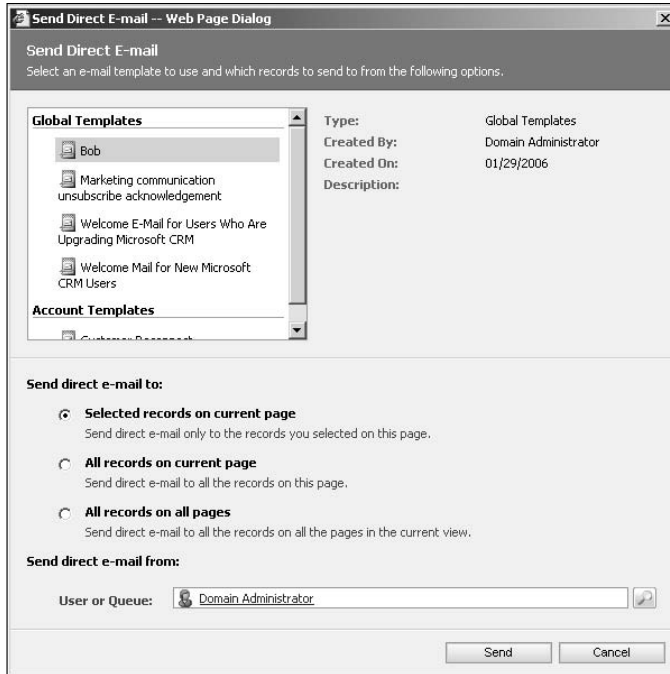 Send Direct E-mail -- Web Page Dialog
Send Direct E-mail
Select an e-mail template to use and which records to send to from the following options.
Global Templates
Bob
Marketing communication
unsubscribe acknowledgement
Welcome E-Mail for Users Who Are
Upgrading Microsoft CRM
Welcome Mail for New Microsoft
CRM Users
Account Templates
Type: Global Templates
Created By: Domain Administrator
Created On: 01/29/2006
Description:
Send direct e-mail to:
Selected records on current page
Send direct e-mail only to the records you selected on this page.
All records on current page
Send direct e-mail to all the records on this page.
All records on all pages
Send direct e-mail to all the records on all the pages in the current view.
Send direct e-mail from:
User or Queue: Domain Administrator
Send Cancel